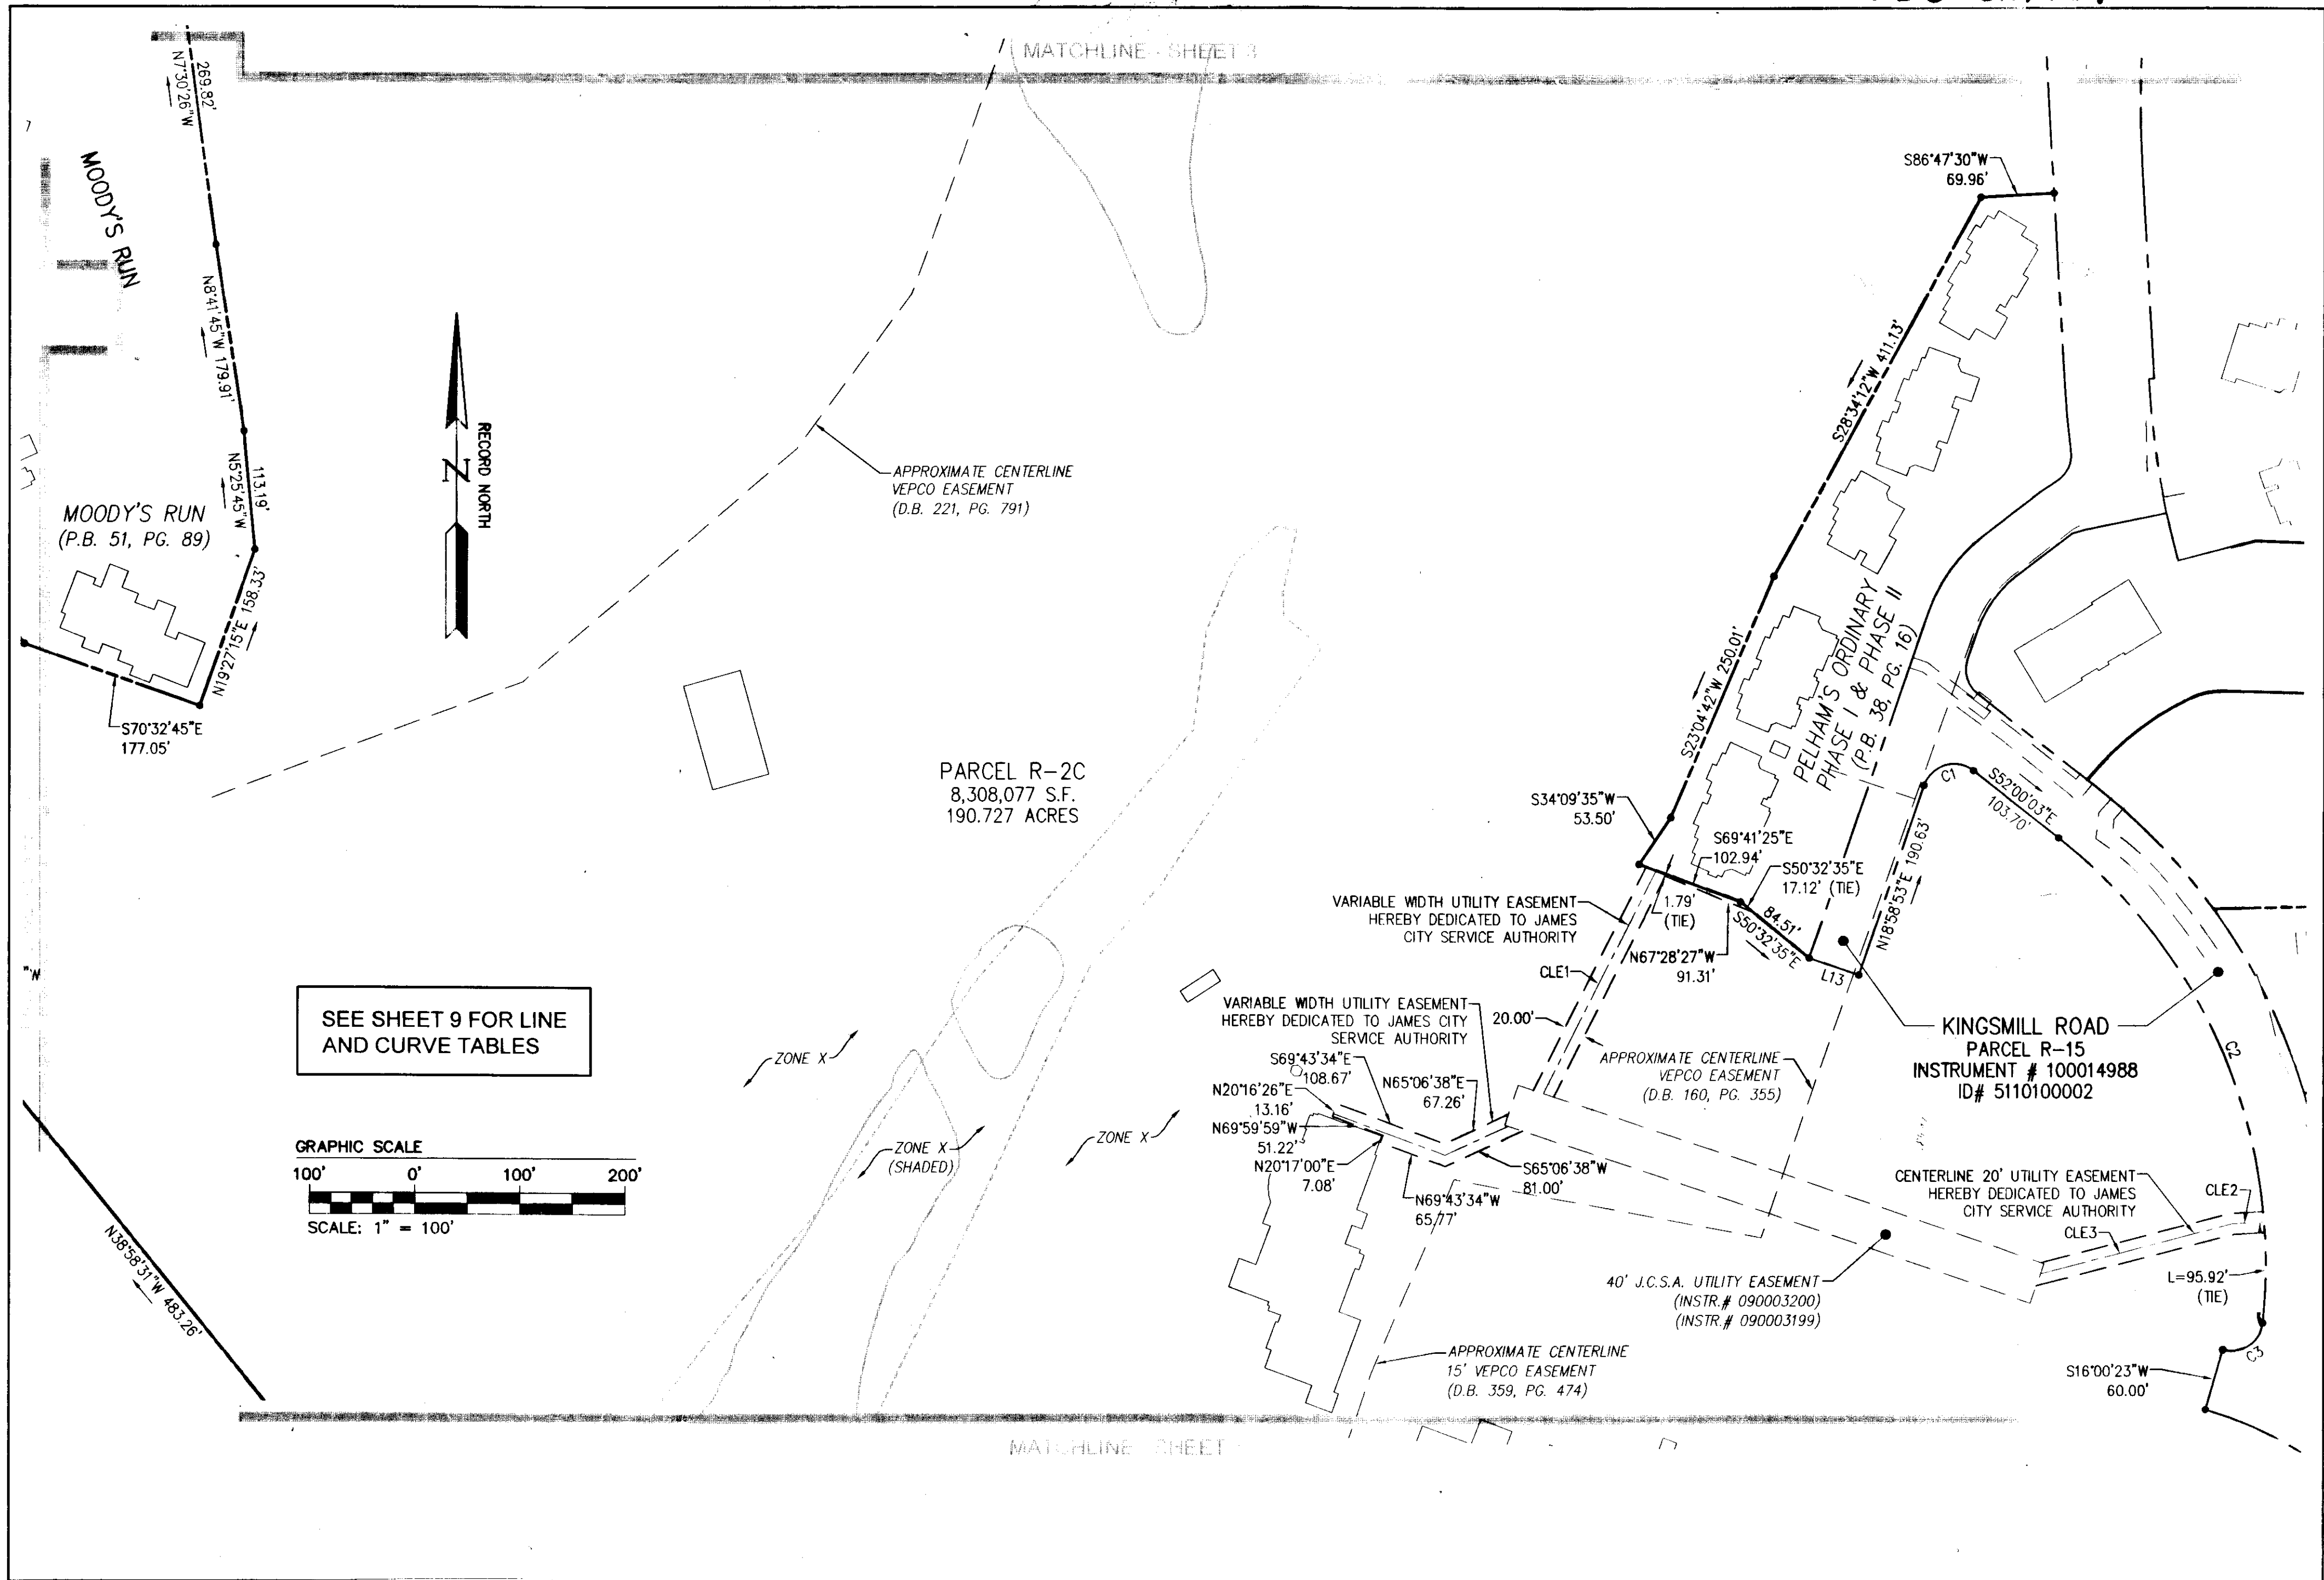 MATCHLINE - SHEET 3
269.82'
N7°30'26"W
MOODY'S RUN
N8°41'45"W 179.91'
113.19'
N5°25'45"W
MOODY'S RUN
(P.B. 51, PG. 89)
N19°27'15"E 158.33'
S70°32'45"E
177.05'
RECORD NORTH
N
APPROXIMATE CENTERLINE
VEPCO EASEMENT
(D.B. 221, PG. 791)
PARCEL R-2C
8,308,077 S.F.
190.727 ACRES
S86°47'30"W
69.96'
S28°34'12"W 411.13'
S23°04'42"W 250.01'
PELHAM'S ORDINARY
PHASE I & PHASE II
(P.B. 38, PG. 16)
S34°09'35"W
53.50'
S69°41'25"E
102.94'
S50°32'35"E
17.12' (TIE)
1.79'
(TIE)
84.51'
S50°32'35"E
N67°28'27"W
91.31'
L13
N18°58'53"E 190.63'
C1
S52°00'03"E
103.70'
C2
VARIABLE WIDTH UTILITY EASEMENT
HEREBY DEDICATED TO JAMES
CITY SERVICE AUTHORITY
CLE1
20.00'
VARIABLE WIDTH UTILITY EASEMENT
HEREBY DEDICATED TO JAMES CITY
SERVICE AUTHORITY
S69°43'34"E
108.67'
N20°16'26"E
13.16'
N69°59'59"W
51.22'
N20°17'00"E
7.08'
N65°06'38"E
67.26'
S65°06'38"W
81.00'
N69°43'34"W
65.77'
APPROXIMATE CENTERLINE
VEPCO EASEMENT
(D.B. 160, PG. 355)
KINGSMILL ROAD
PARCEL R-15
INSTRUMENT # 100014988
ID# 5110100002
CENTERLINE 20' UTILITY EASEMENT
HEREBY DEDICATED TO JAMES
CITY SERVICE AUTHORITY
CLE2
CLE3
L=95.92'
(TIE)
C3
S16°00'23"W
60.00'
40' J.C.S.A. UTILITY EASEMENT
(INSTR.# 090003200)
(INSTR.# 090003199)
APPROXIMATE CENTERLINE
15' VEPCO EASEMENT
(D.B. 359, PG. 474)
ZONE X
ZONE X
(SHADED)
ZONE X
"W
SEE SHEET 9 FOR LINE
AND CURVE TABLES
GRAPHIC SCALE
100' 0' 100' 200'
SCALE: 1" = 100'
N38°58'31"W 483.26'
MATCHLINE SHEET